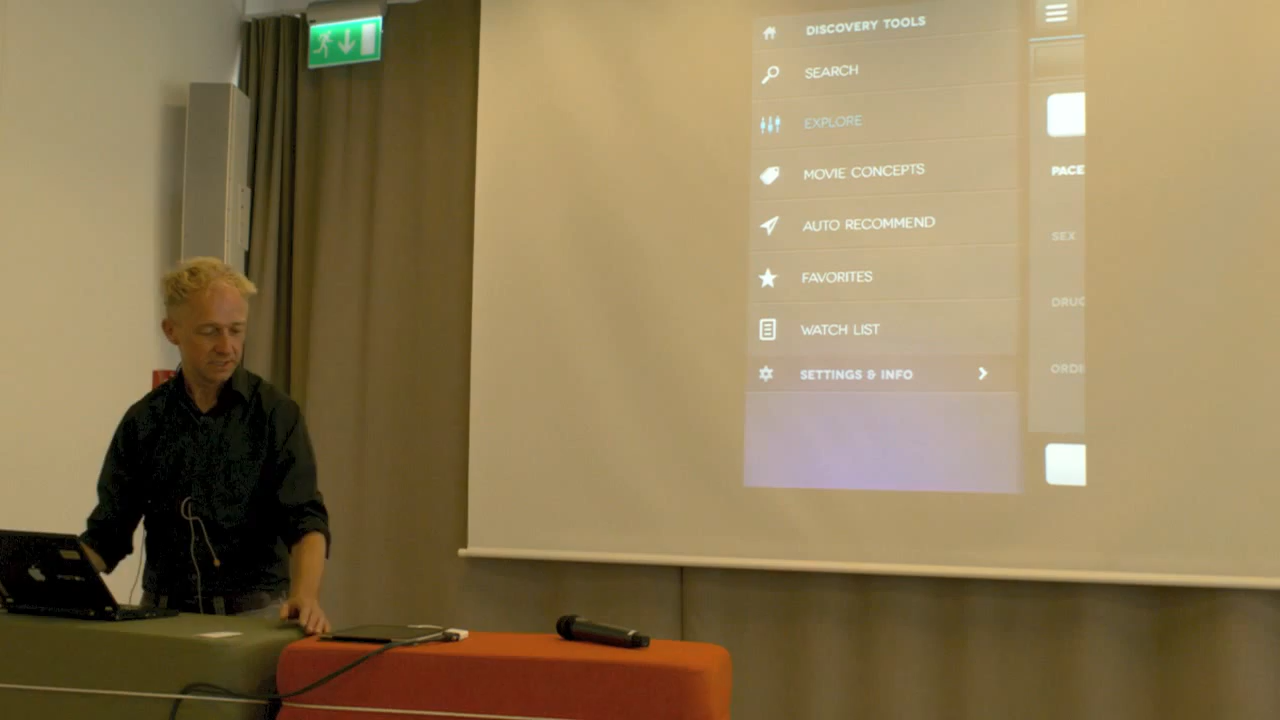 DISCOVERY TOOLS
SEARCH
EXPLORE
MOVIE CONCEPTS
AUTO RECOMMEND
FAVORITES
WATCH LIST
SETTINGS & INFO
PACE
SEX